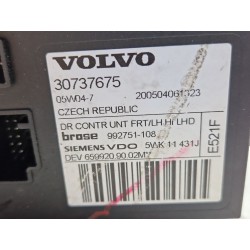 VOLVO
30737675
05W04-7 200504061323
CZECH REPUBLIC
DR CONTR UNT FRT/LH HI LHD
brose 992751-108
SIEMENS VDO 5WK 11 431J
DEV 659920.90.02M
E521F